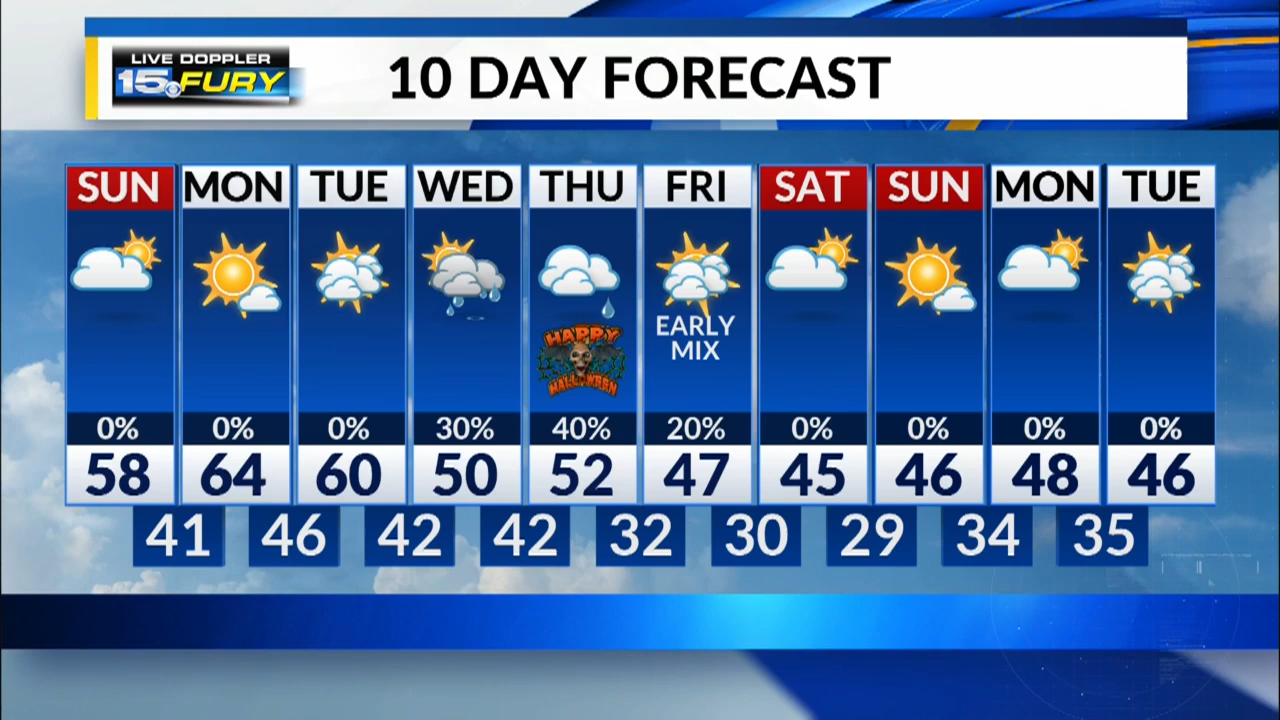 LIVE DOPPLER
15 FURY
10 DAY FORECAST
SUN MON TUE WED THU FRI SAT SUN MON TUE
EARLY
MIX
HAPPY
HALLOWEEN
0% 0% 0% 30% 40% 20% 0% 0% 0% 0%
58 64 60 50 52 47 45 46 48 46
41 46 42 42 32 30 29 34 35